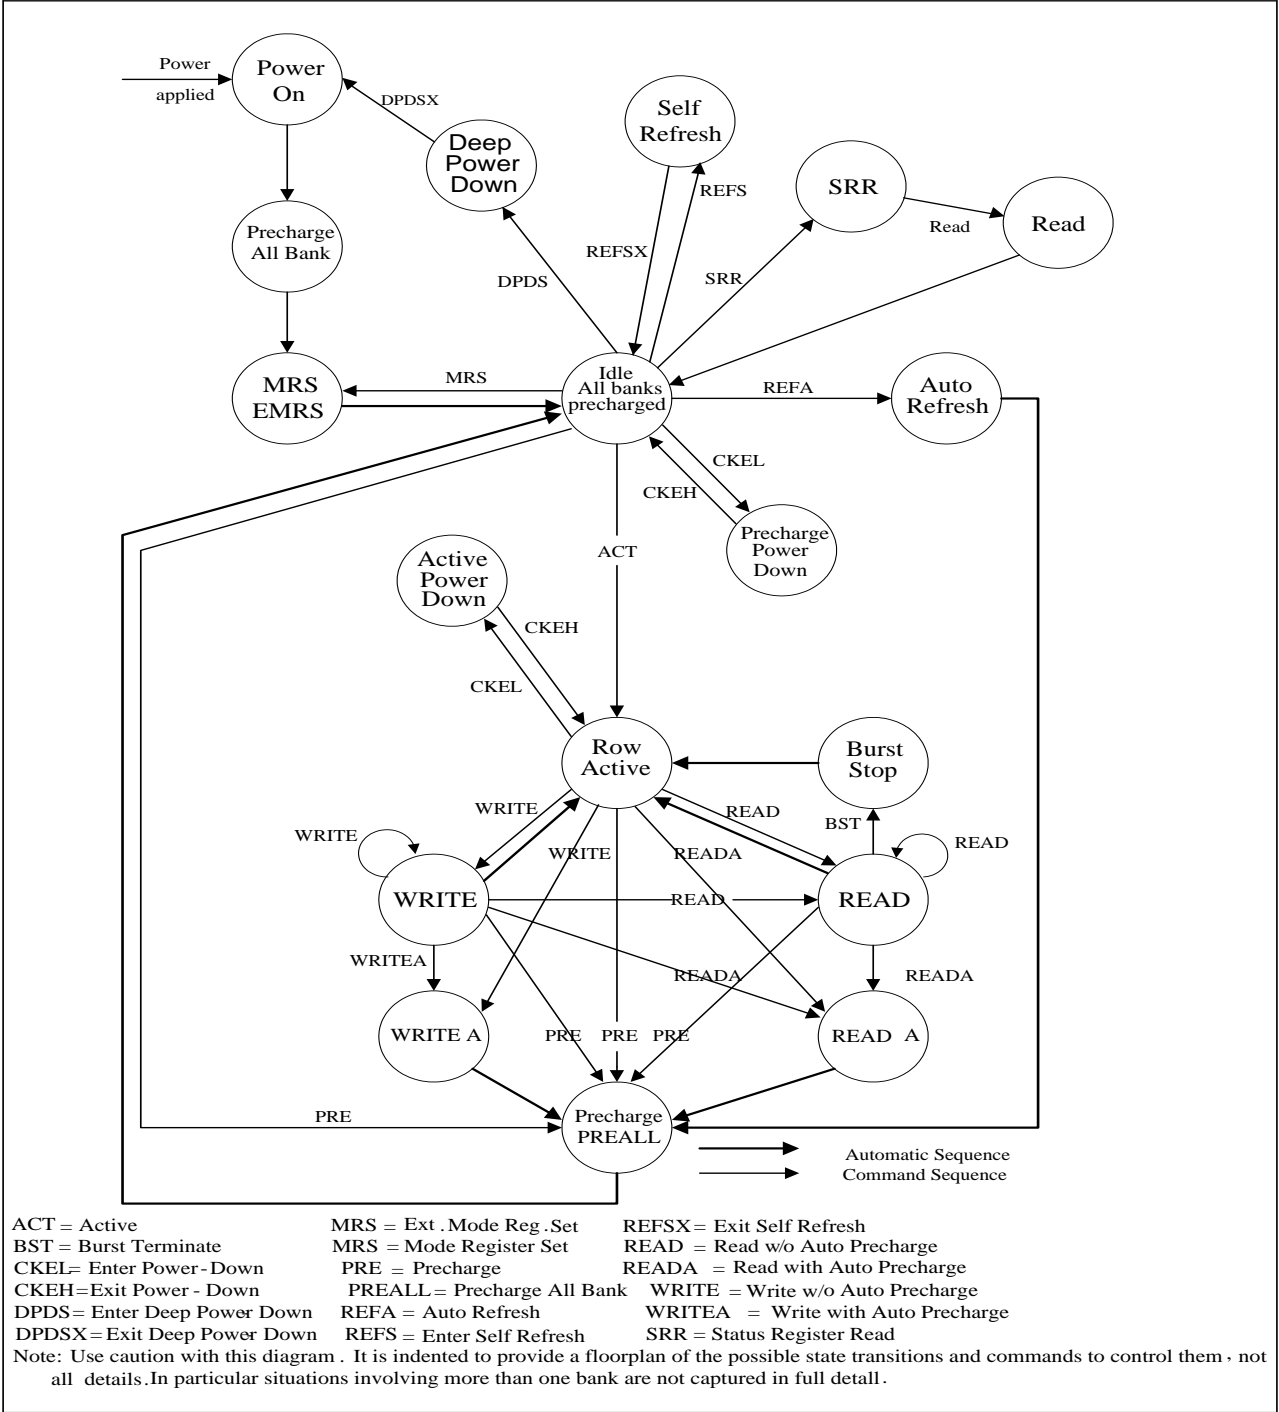 Power
applied
Power
On
DPDSX
Deep
Power
Down
Self
Refresh
REFS
SRR
Read
Read
Precharge
All Bank
REFSX
DPDS
SRR
MRS
EMRS
MRS
Idle
All banks
precharged
REFA
Auto
Refresh
CKEL
CKEH
Precharge
Power
Down
ACT
Active
Power
Down
CKEH
CKEL
Row
Active
Burst
Stop
WRITE
READ
BST
WRITE
WRITE
READA
READ
WRITE
READ
READ
WRITEA
READA
READA
WRITE A
PRE
PRE
PRE
READ A
PRE
Precharge
PREALL
Automatic Sequence
Command Sequence
ACT = Active
BST = Burst Terminate
CKEL= Enter Power-Down
CKEH=Exit Power - Down
DPDS= Enter Deep Power Down
DPDSX=Exit Deep Power Down
MRS = Ext .Mode Reg .Set
MRS = Mode Register Set
PRE = Precharge
PREALL= Precharge All Bank
REFA = Auto Refresh
REFS = Enter Self Refresh
REFSX= Exit Self Refresh
READ = Read w/o Auto Precharge
READA = Read with Auto Precharge
WRITE = Write w/o Auto Precharge
WRITEA = Write with Auto Precharge
SRR = Status Register Read
Note: Use caution with this diagram . It is indented to provide a floorplan of the possible state transitions and commands to control them , not
all details.In particular situations involving more than one bank are not captured in full detall.